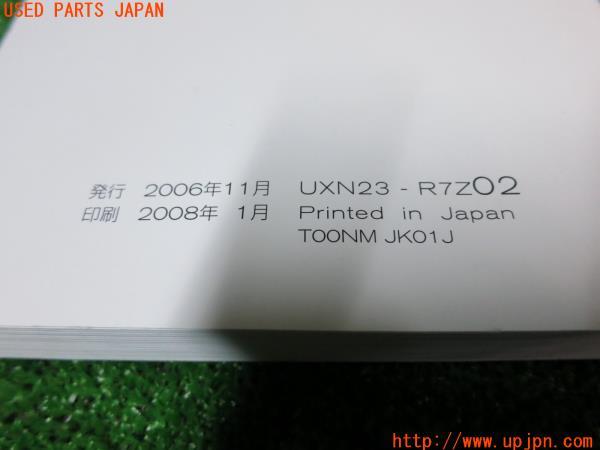 USED PARTS JAPAN
発行 2006年11月 UXN23 - R7Z02
印刷 2008年 1月 Printed in Japan
T00NM JK01J
http://www.upjpn.com/